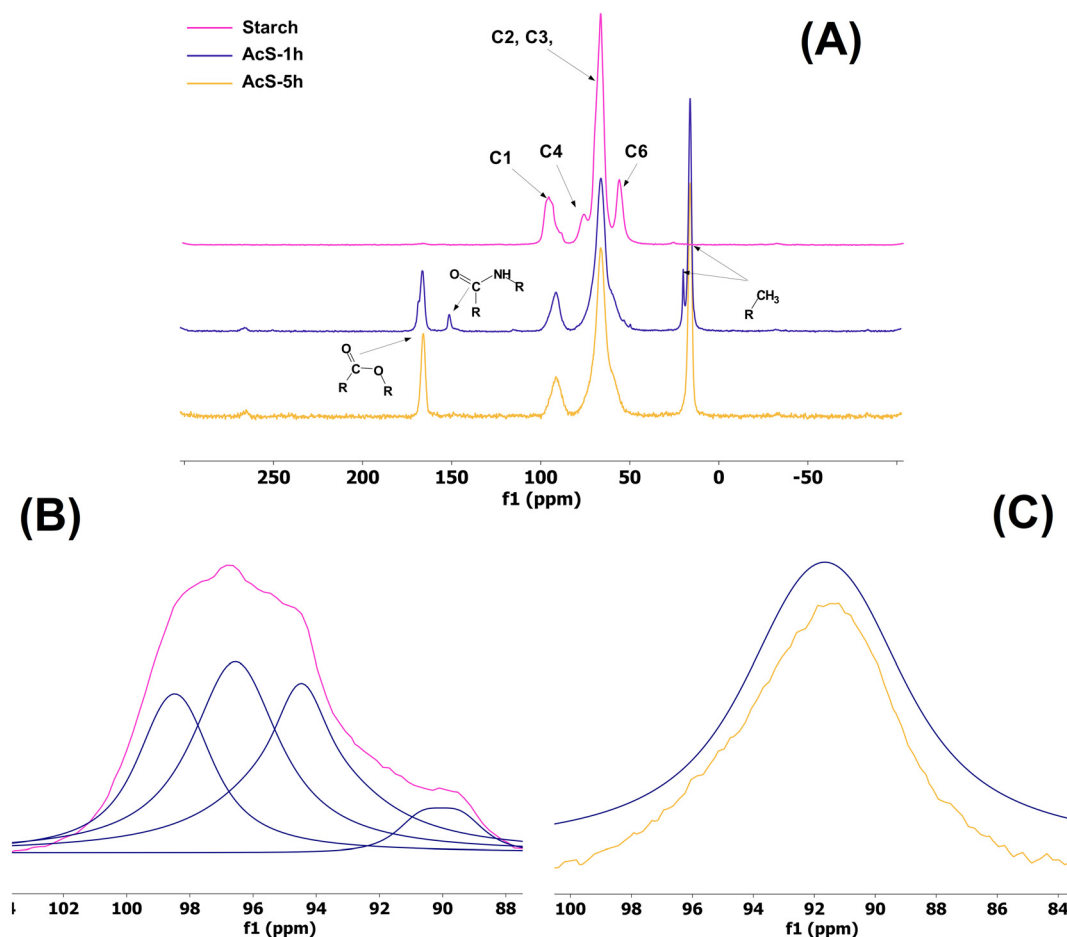 Starch
AcS-1h
AcS-5h
(A)
C2, C3,
C1
C4
C6
O
C
NH
R
R
CH3
R
O
C
O
R
R
250 200 150 100 50 0 -50
f1 (ppm)
(B)
(C)
102 100 98 96 94 92 90
f1 (ppm)
100 98 96 94 92 90 88 86 84
f1 (ppm)